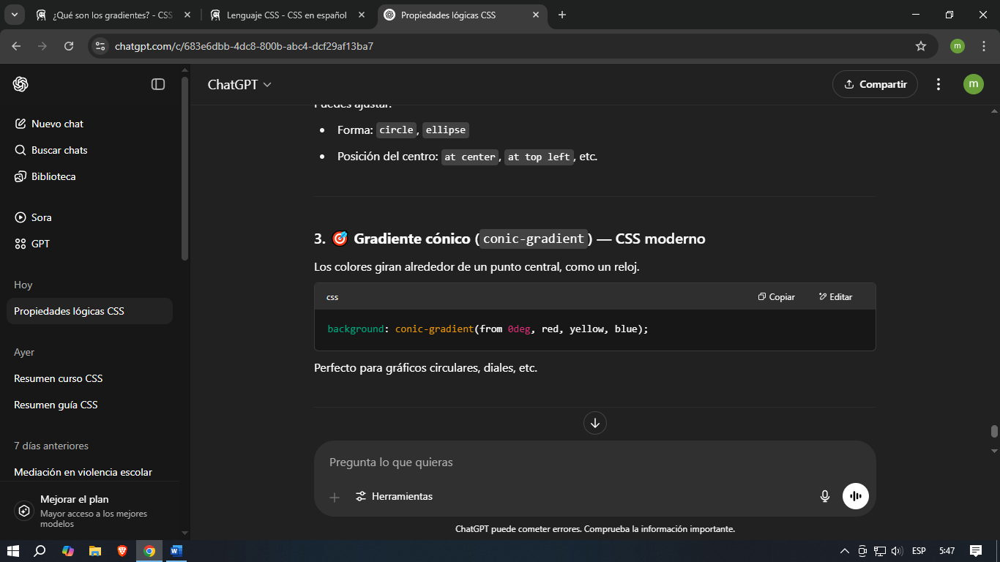 ¿Qué son los gradientes? - CSS
Lenguaje CSS - CSS en español
Propiedades lógicas CSS
chatgpt.com/c/683e6dbb-4dc8-800b-abc4-dcf29af13ba7
m
ChatGPT
Compartir
m
Nuevo chat
Buscar chats
Biblioteca
Sora
GPT
Hoy
Propiedades lógicas CSS
Ayer
Resumen curso CSS
Resumen guía CSS
7 días anteriores
Mediación en violencia escolar
Mejorar el plan
Mayor acceso a los mejores
modelos
Puedes ajustar:
Forma: circle, ellipse
Posición del centro: at center, at top left, etc.
3. 🎯 Gradiente cónico (conic-gradient) — CSS moderno
Los colores giran alrededor de un punto central, como un reloj.
css
Copiar
Editar
background: conic-gradient(from 0deg, red, yellow, blue);
Perfecto para gráficos circulares, diales, etc.
Pregunta lo que quieras
Herramientas
ChatGPT puede cometer errores. Comprueba la información importante.
W
ESP
5:47